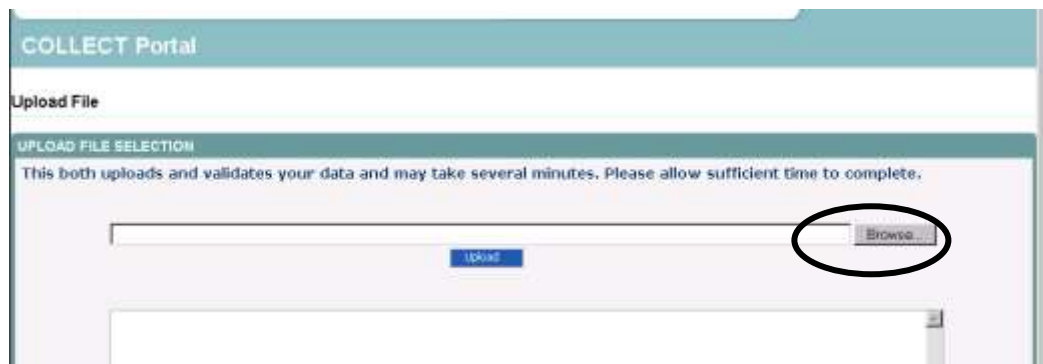 COLLECT Portal
Upload File
UPLOAD FILE SELECTION
This both uploads and validates your data and may take several minutes. Please allow sufficient time to complete.
Browse...
Upload